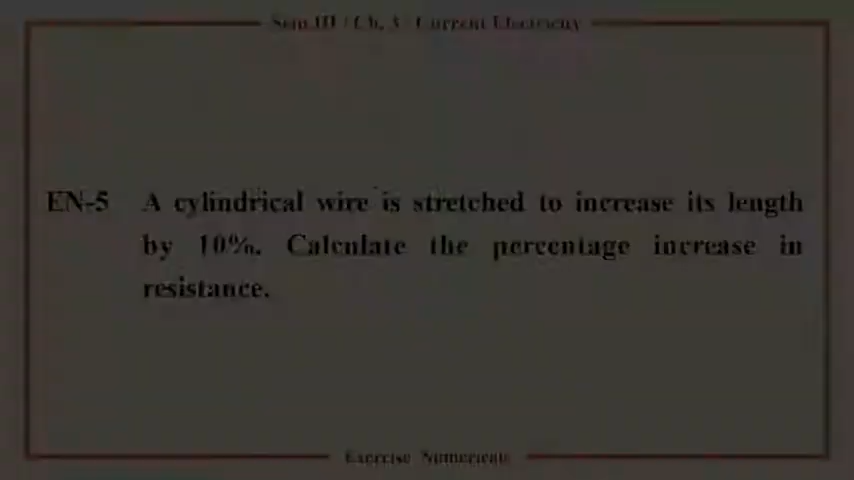 Sem III / Ch. 3 / Current Electricity
EN-5 A cylindrical wire is stretched to increase its length
by 10%. Calculate the percentage increase in
resistance.
Exercise Numericals